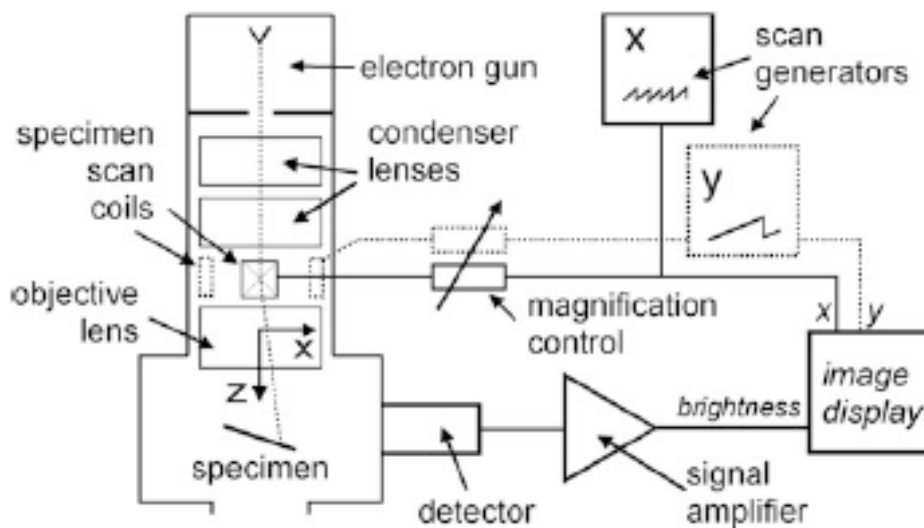 electron gun
X
scan
generators
specimen
scan
coils
condenser
lenses
y
objective
lens
X
Z
magnification
control
x
y
image
display
brightness
specimen
detector
signal
amplifier